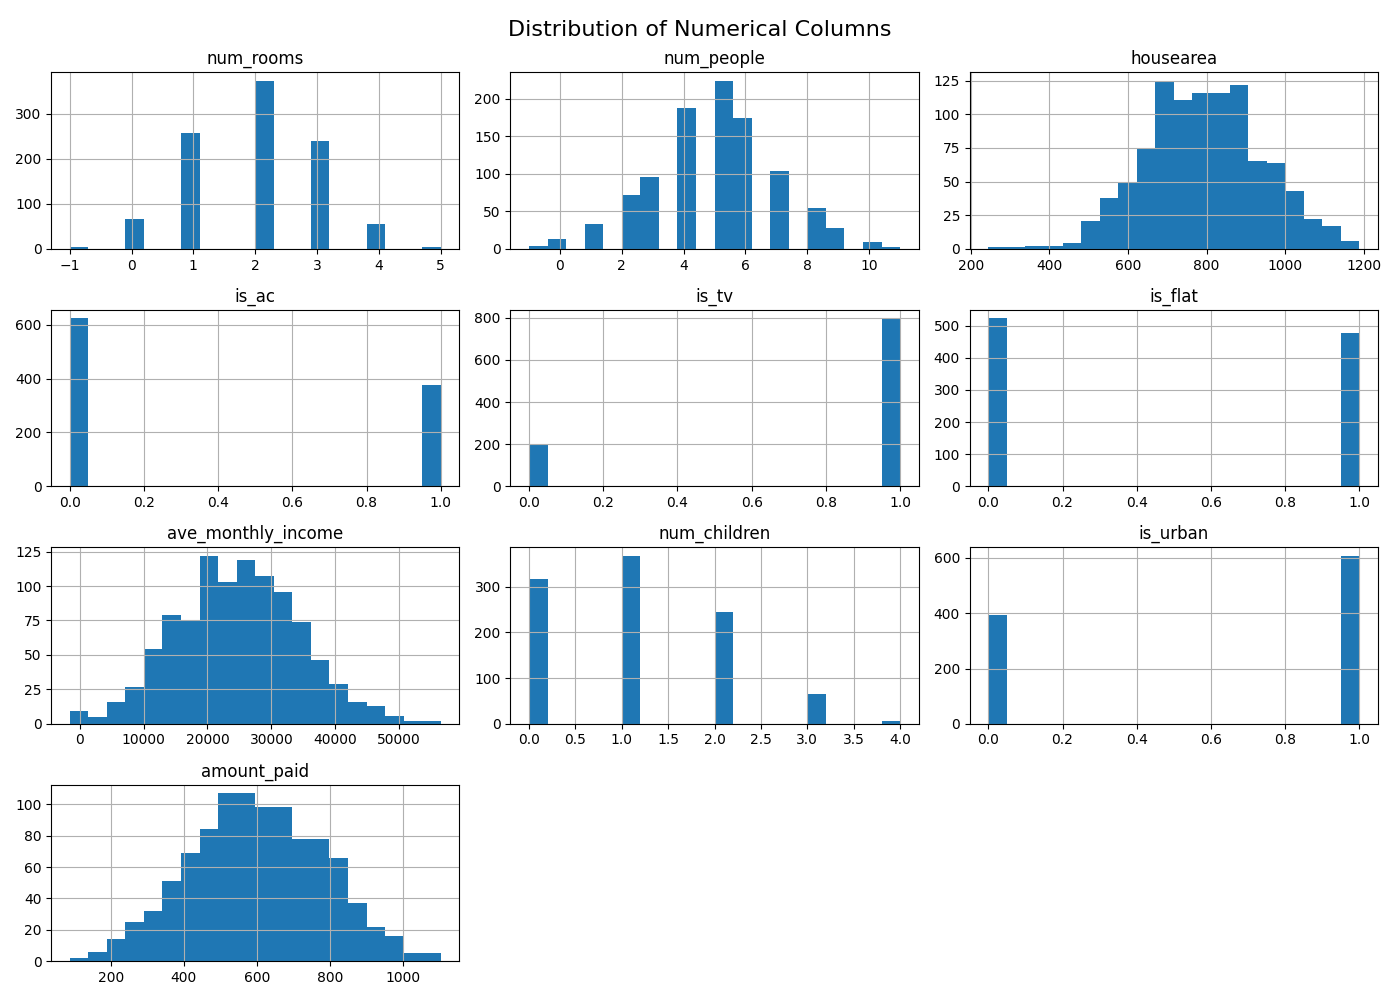 Distribution of Numerical Columns
num_rooms
300
200
100
0
−1 0 1 2 3 4 5
num_people
200
150
100
50
0
0 2 4 6 8 10
housearea
125
100
75
50
25
0
200 400 600 800 1000 1200
is_ac
600
400
200
0
0.0 0.2 0.4 0.6 0.8 1.0
is_tv
800
600
400
200
0
0.0 0.2 0.4 0.6 0.8 1.0
is_flat
500
400
300
200
100
0
0.0 0.2 0.4 0.6 0.8 1.0
ave_monthly_income
125
100
75
50
25
0
0 10000 20000 30000 40000 50000
num_children
300
200
100
0
0.0 0.5 1.0 1.5 2.0 2.5 3.0 3.5 4.0
is_urban
600
400
200
0
0.0 0.2 0.4 0.6 0.8 1.0
amount_paid
100
80
60
40
20
0
200 400 600 800 1000